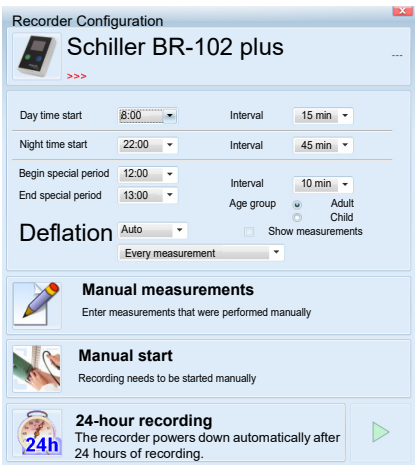 Recorder Configuration
Schiller BR-102 plus
---
>>>
Day time start 8:00 Interval 15 min
Night time start 22:00 Interval 45 min
Begin special period 12:00
End special period 13:00
Interval 10 min
Age group Adult
Child
Deflation Auto Show measurements
Every measurement
Manual measurements
Enter measurements that were performed manually
Manual start
Recording needs to be started manually
24h
24-hour recording
The recorder powers down automatically after
24 hours of recording.